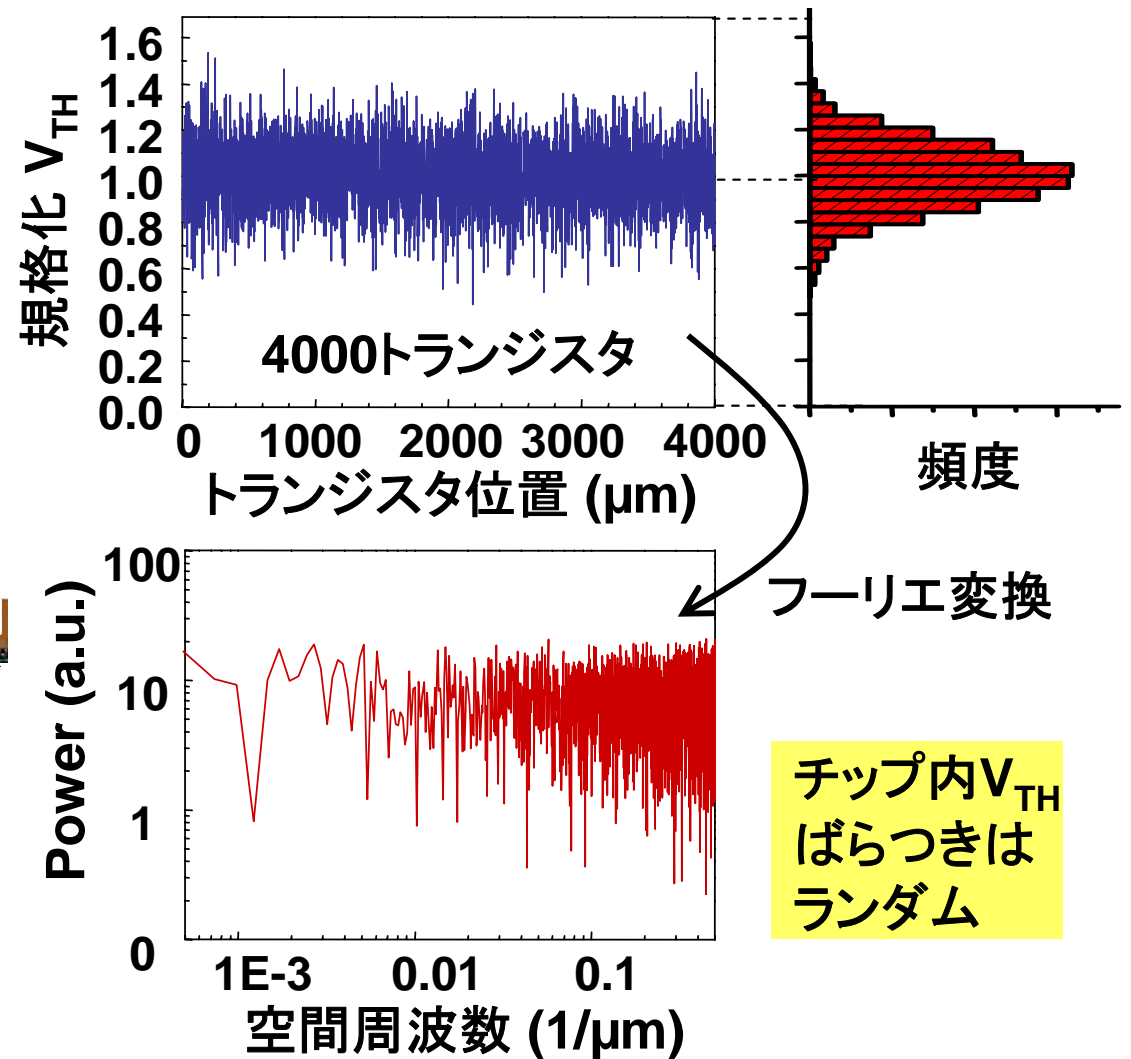 規格化 VTH
1.6
1.4
1.2
1.0
0.8
0.6
0.4
0.2
0.0
4000トランジスタ
0 1000 2000 3000 4000
トランジスタ位置 (μm)
頻度
フーリエ変換
Power (a.u.)
100
10
1
0
1E-3 0.01 0.1
空間周波数 (1/μm)
チップ内VTH
ばらつきは
ランダム